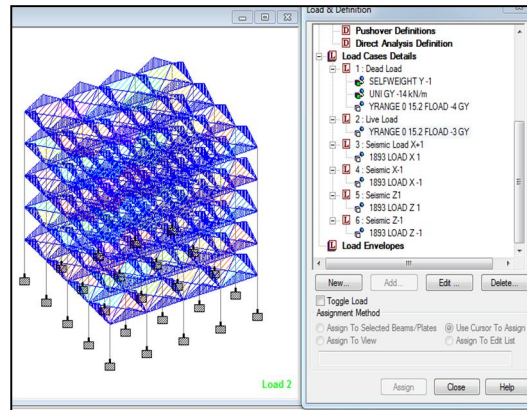 Load & Definition
Pushover Definitions
Direct Analysis Definition
Load Cases Details
1 : Dead Load
SELFWEIGHT Y -1
UNI GY -14 kN/m
YRANGE 0 15.2 FLOAD -4 GY
2 : Live Load
YRANGE 0 15.2 FLOAD -3 GY
3 : Seismic Load X+1
1893 LOAD X 1
4 : Seismic X-1
1893 LOAD X -1
5 : Seismic Z1
1893 LOAD Z 1
6 : Seismic Z-1
1893 LOAD Z -1
Load Envelopes
New... Add... Edit ... Delete...
Toggle Load
Assignment Method
Assign To Selected Beams/Plates Use Cursor To Assign
Assign To View Assign To Edit List
Assign Close Help
Load 2